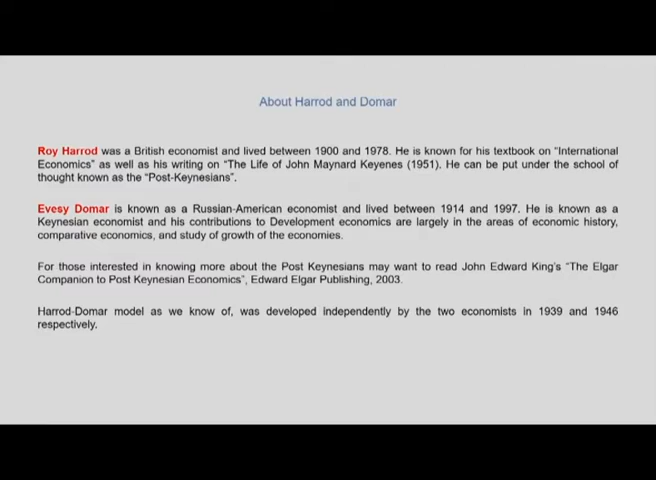 About Harrod and Domar
Roy Harrod was a British economist and lived between 1900 and 1978. He is known for his textbook on "International
Economics" as well as his writing on "The Life of John Maynard Keyenes (1951). He can be put under the school of
thought known as the "Post-Keynesians".
Evesy Domar is known as a Russian-American economist and lived between 1914 and 1997. He is known as a
Keynesian economist and his contributions to Development economics are largely in the areas of economic history,
comparative economics, and study of growth of the economies.
For those interested in knowing more about the Post Keynesians may want to read John Edward King's "The Elgar
Companion to Post Keynesian Economics", Edward Elgar Publishing, 2003.
Harrod-Domar model as we know of, was developed independently by the two economists in 1939 and 1946
respectively.